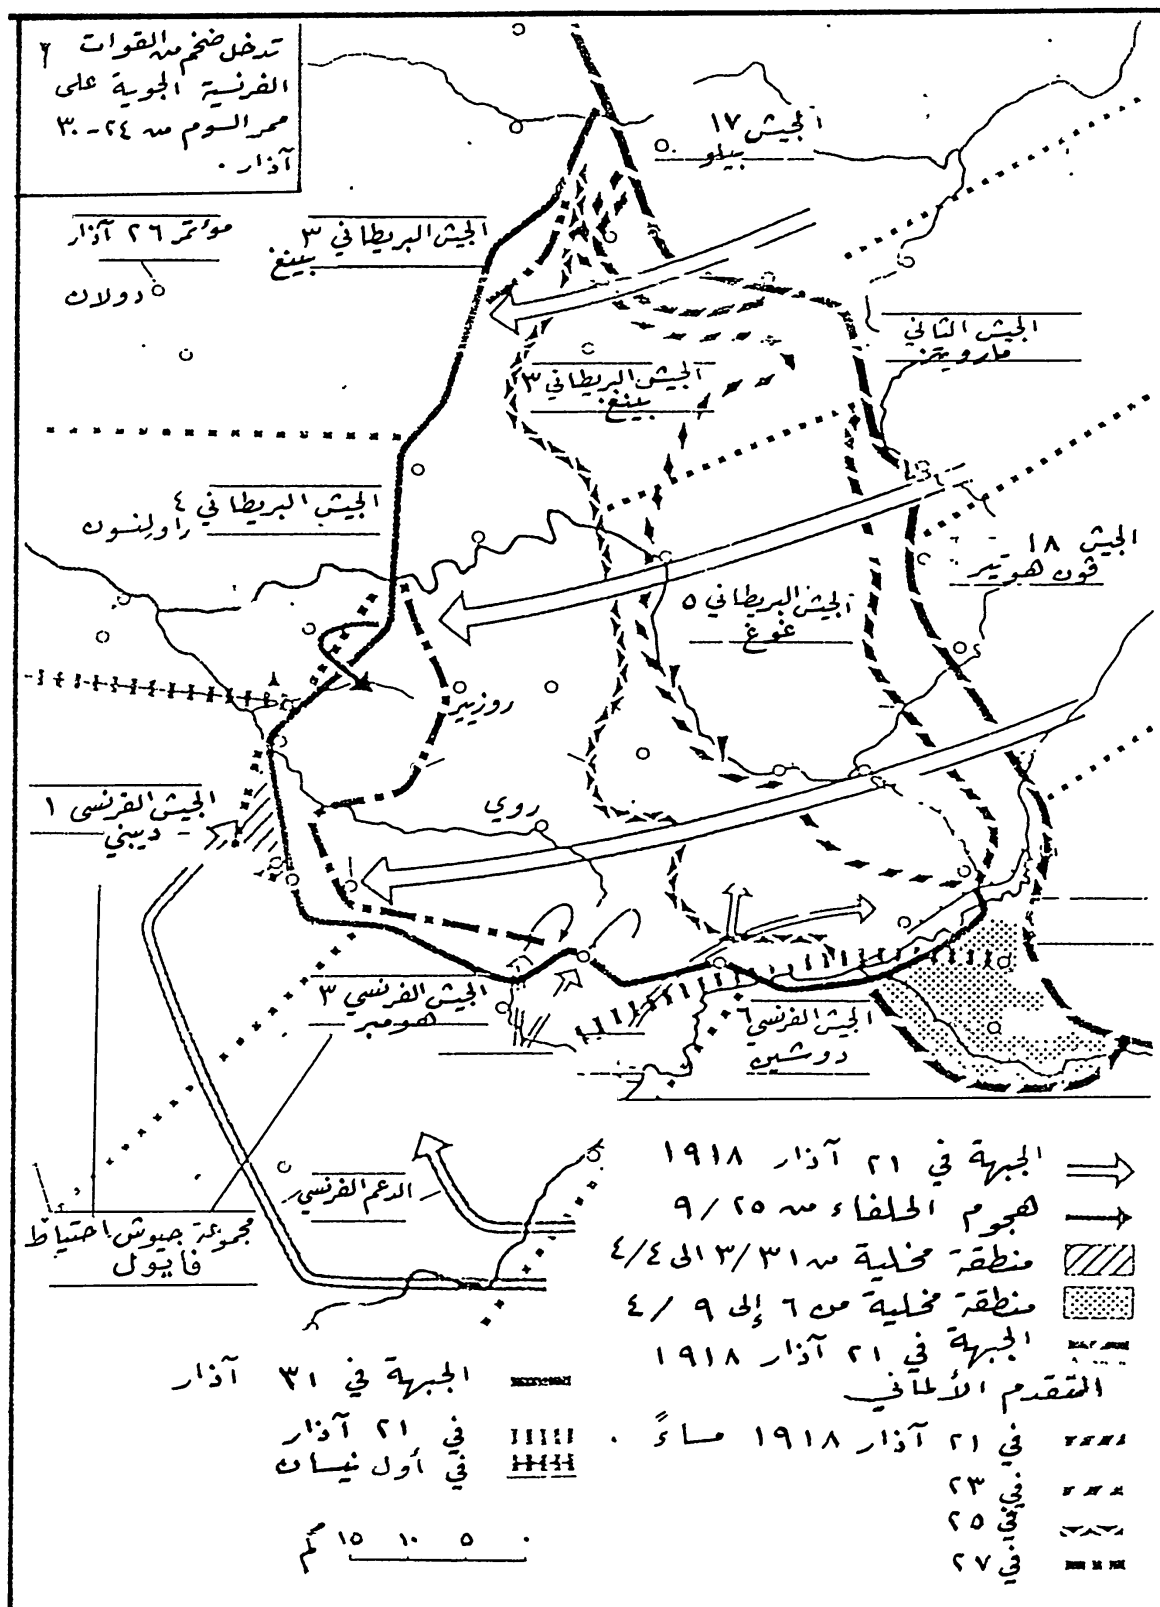 تدخل ضخم من القوات
الفرنسية الجوية على
ممر السوم من ٢٤-٣٠
آذار.
الجيش ١٧
بيلو
مؤتمر ٢٦ آذار
دولان
الجيش البريطاني ٣
بينغ
الجيش الثاني
مارويتز
الجيش البريطاني ٣
بينغ
الجيش البريطاني ٤
راولنسون
الجيش ١٨
فون هوتير
الجيش البريطاني ٥
غوغ
روزيير
الجيش الفرنسي ١
ديبني
روي
الجيش الفرنسي ٣
هومبر
الجيش الفرنسي ٦
دوشين
الدعم الفرنسي
مجموعة جيوش احتياط
فايول
الجبهة في ٢١ آذار ١٩١٨
هجوم الحلفاء من ٢٥/٩
منطقة مخلية من ٣/٣١ الى ٤/٤
منطقة مخلية من ٦ إلى ٩ /٤
الجبهة في ٢١ آذار ١٩١٨
التقدم الألماني
في ٢١ آذار ١٩١٨ مساءً .
في ٢٣
في ٢٥
في ٢٧
الجبهة في ٣١ آذار
في ٢١ آذار
في أول نيسان
٠ ٥ ١٠ ١٥ كم